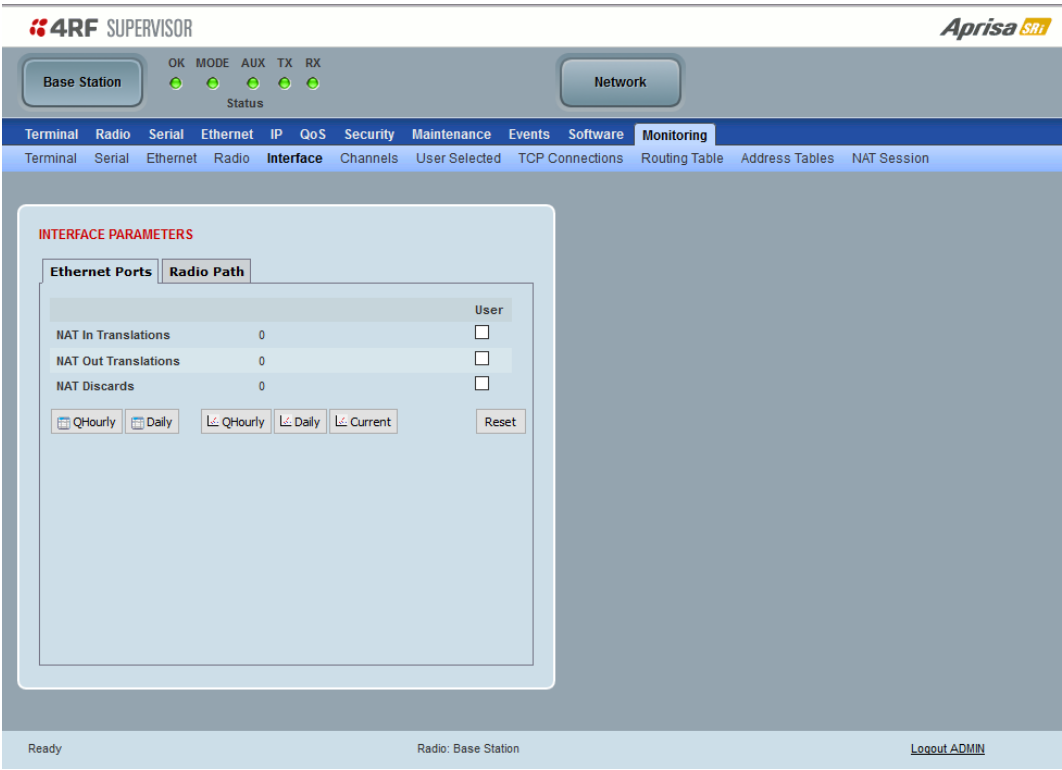 4RF SUPERVISOR Aprisa SRi
OK MODE AUX TX RX
Base Station Network
Status
Terminal Radio Serial Ethernet IP QoS Security Maintenance Events Software Monitoring
Terminal Serial Ethernet Radio Interface Channels User Selected TCP Connections Routing Table Address Tables NAT Session
INTERFACE PARAMETERS
Ethernet Ports Radio Path
User
NAT In Translations 0
NAT Out Translations 0
NAT Discards 0
QHourly Daily QHourly Daily Current Reset
Ready Radio: Base Station Logout ADMIN